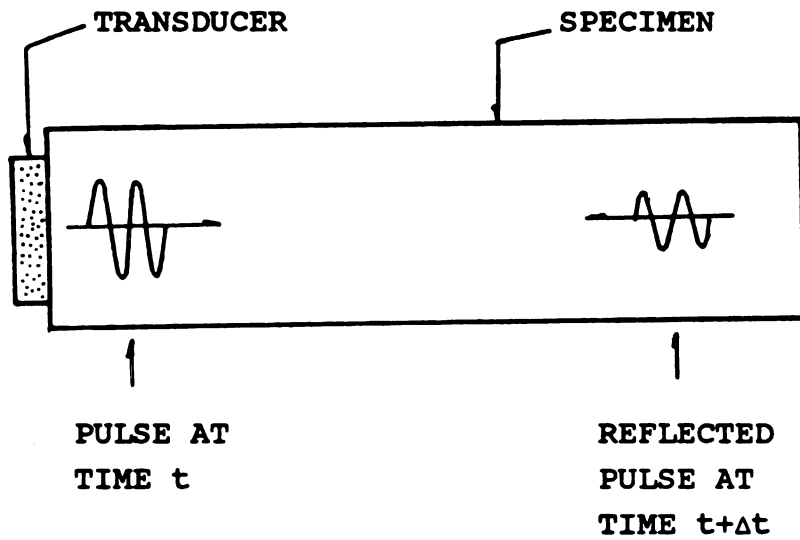 TRANSDUCER
SPECIMEN
PULSE AT
TIME t
REFLECTED
PULSE AT
TIME t+Δt